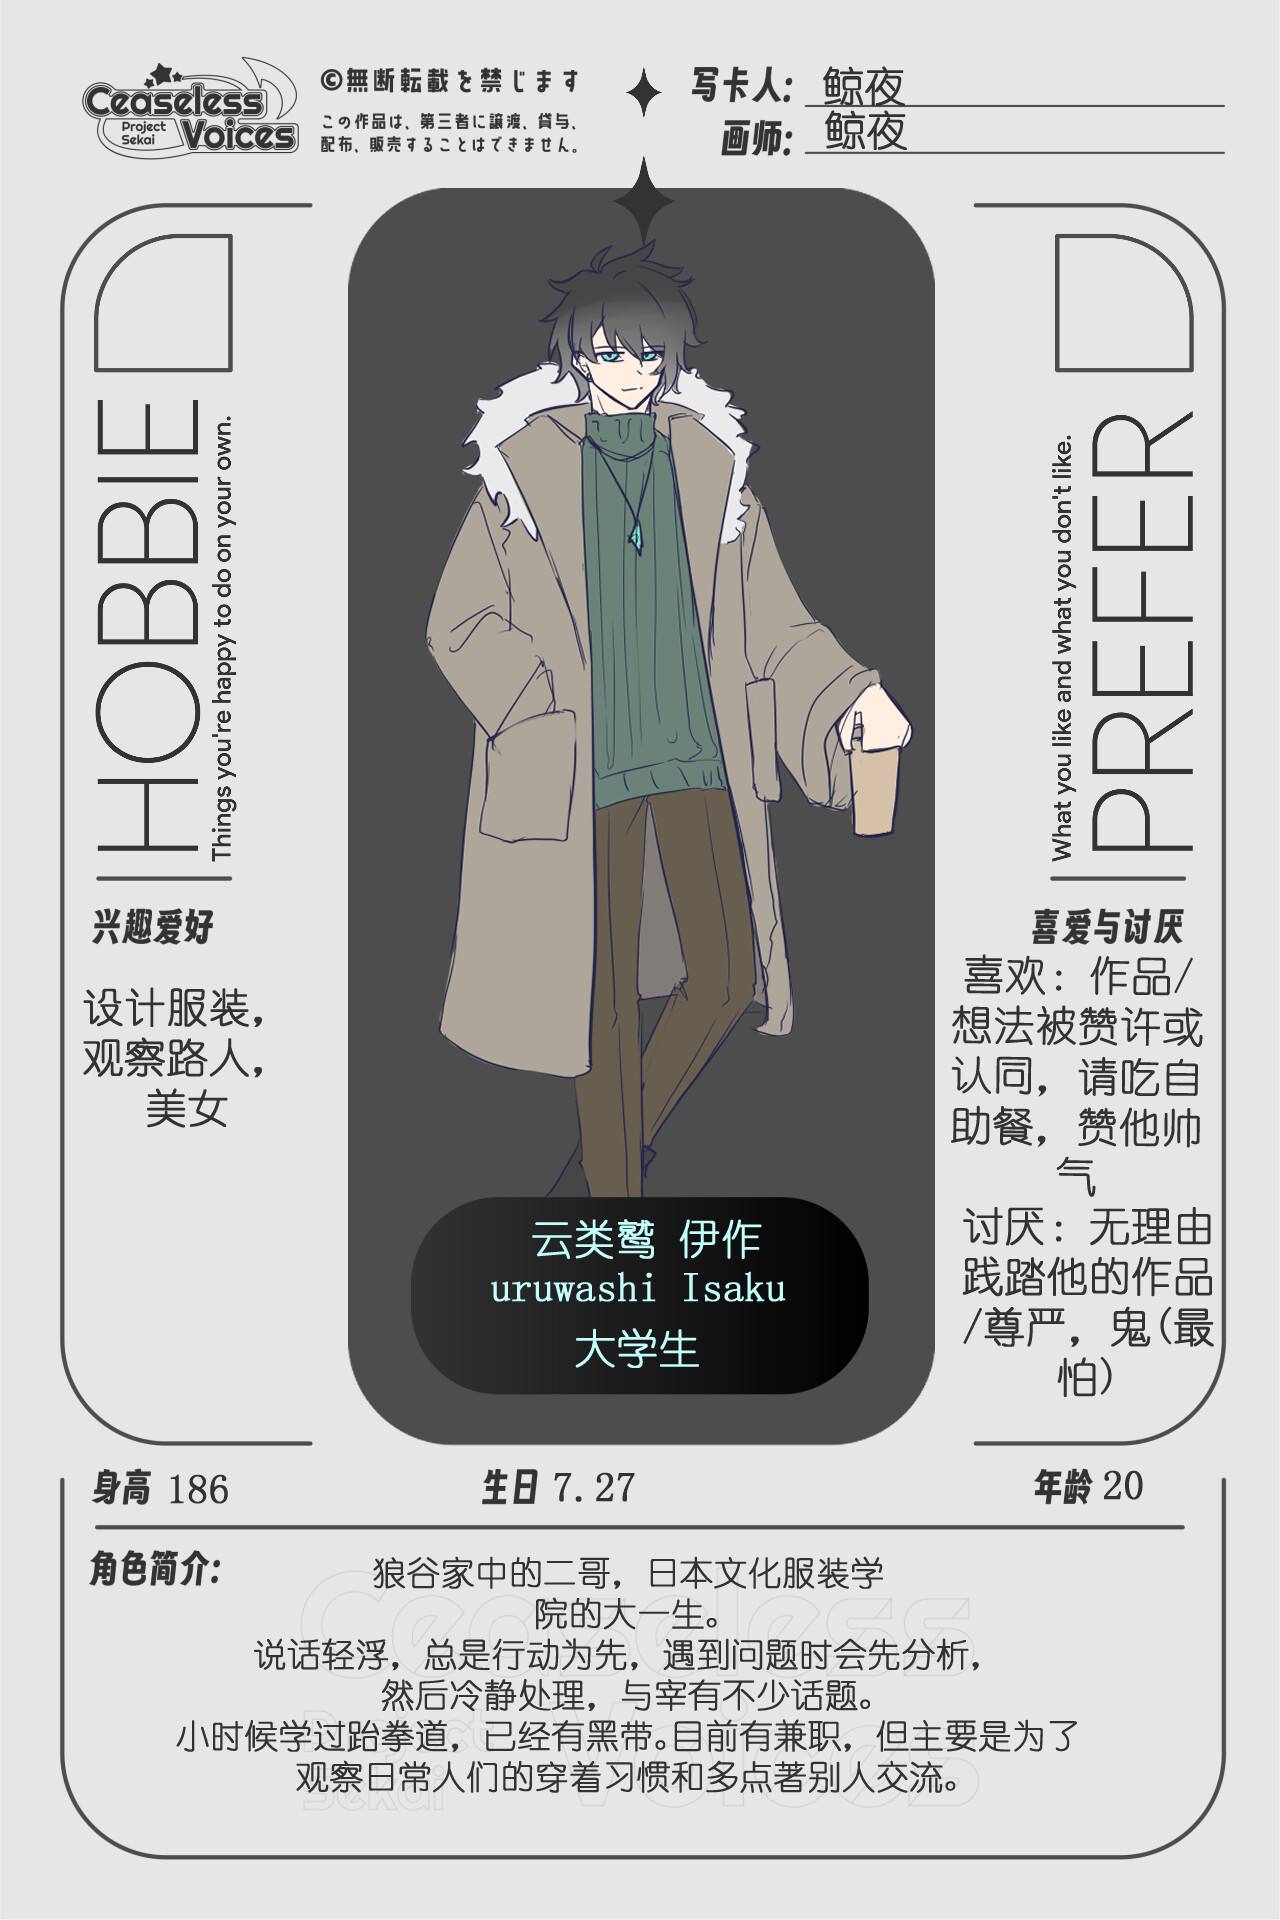 Ceaseless
Project
Sekai
Voices
©無断転載を禁じます
この作品は、第三者に譲渡、貸与、
配布、販売することはできません。
写卡人: 鲸夜
画师: 鲸夜
HOBBIE
Things you're happy to do on your own.
兴趣爱好
设计服装，
观察路人，
美女
PREFER
What you like and what you don't like.
喜爱与讨厌
喜欢: 作品/
想法被赞许或
认同，请吃自
助餐，赞他帅
气
讨厌: 无理由
践踏他的作品
/尊严，鬼(最
怕)
云类鹫 伊作
uruwashi Isaku
大学生
身高 186
生日 7.27
年龄 20
角色简介:
狼谷家中的二哥，日本文化服装学
院的大一生。
说话轻浮，总是行动为先，遇到问题时会先分析，
然后冷静处理，与宰有不少话题。
小时候学过跆拳道，已经有黑带。目前有兼职，但主要是为了
观察日常人们的穿着习惯和多点著别人交流。
Ceaseless
Project
Sekai
Voices